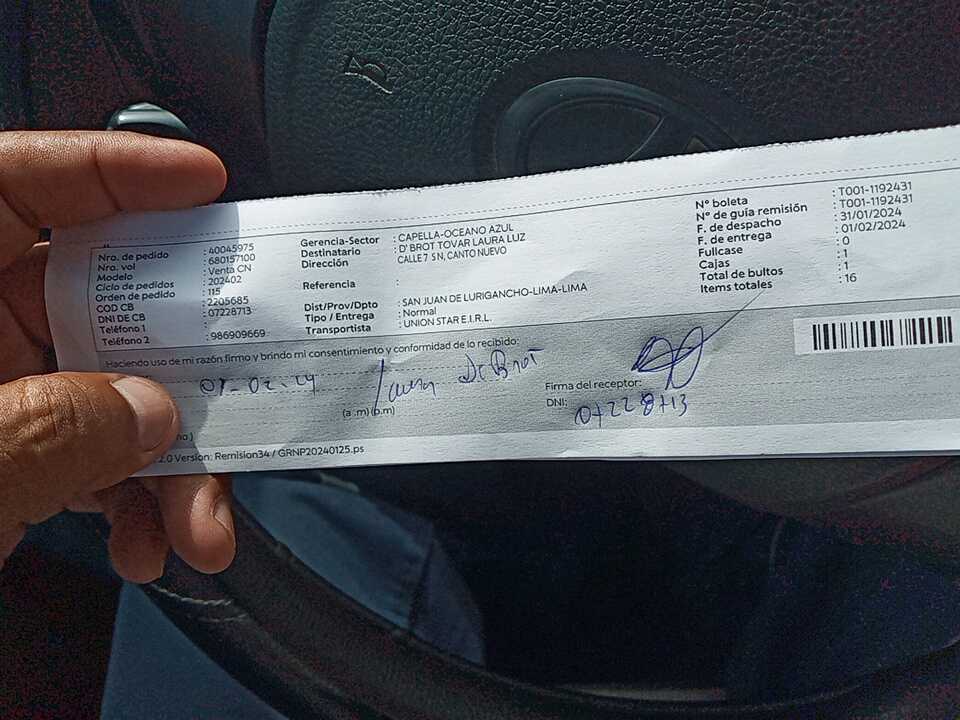 Nro. de pedido : 40045975
Nro. vol : 680157100
Modelo : Venta CN
Ciclo de pedidos : 202402
Orden de pedido : 115
COD CB : 2205685
DNI DE CB : 07228713
Teléfono 1 :
Teléfono 2 : 986909669
Gerencia-Sector : CAPELLA-OCEANO AZUL
Destinatario : D' BROT TOVAR LAURA LUZ
Dirección : CALLE 7 S N, CANTO NUEVO
Referencia :
Dist/Prov/Dpto : SAN JUAN DE LURIGANCHO-LIMA-LIMA
Tipo / Entrega : Normal
Transportista : UNION STAR E.I.R.L.
N° boleta : T001-1192431
N° de guía remisión : T001-1192431
F. de despacho : 31/01/2024
F. de entrega : 01/02/2024
Fullcase : 0
Cajas : 1
Total de bultos : 1
Items totales : 16
Haciendo uso de mi razón firmo y brindo mi consentimiento y conformidad de lo recibido:
01-02-24 Laura D'Brot
(a .m) (p.m)
Firma del receptor:
DNI: 07228713
2.0 Version: Remision34 / GRNP20240125.ps